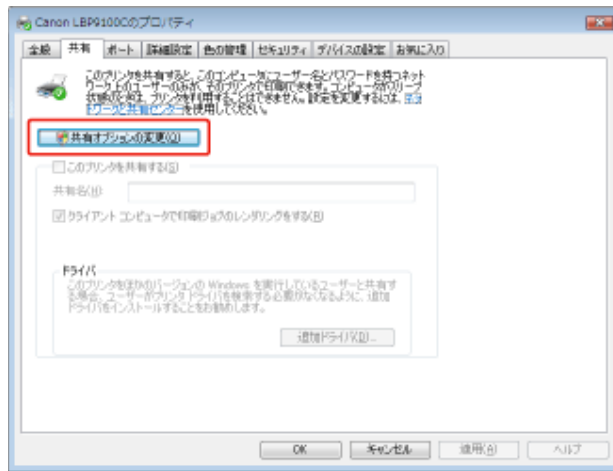 Canon LBP9100Cのプロパティ
全般 共有 ポート 詳細設定 色の管理 セキュリティ デバイスの設定 お気に入り
このプリンタを共有すると、このコンピュータにユーザー名とパスワードを持つネット
ワーク上のユーザーのみが、そのプリンタで印刷できます。コンピュータがスリープ
状態のときは、プリンタを利用することはできません。設定を変更するには、ネット
ワークと共有センターを使用してください。
共有オプションの変更(O)
このプリンタを共有する(S)
共有名(H):
クライアント コンピュータで印刷ジョブのレンダリングをする(R)
ドライバ
このプリンタをほかのバージョンの Windows を実行しているユーザーと共有す
る場合、ユーザーがプリンタ ドライバを検索する必要がなくなるように、追加
ドライバをインストールすることをお勧めします。
追加ドライバ(D)...
OK キャンセル 適用(A) ヘルプ